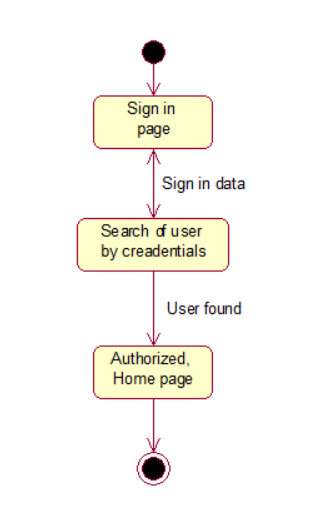 Sign in
page
Sign in data
Search of user
by creadentials
User found
Authorized,
Home page